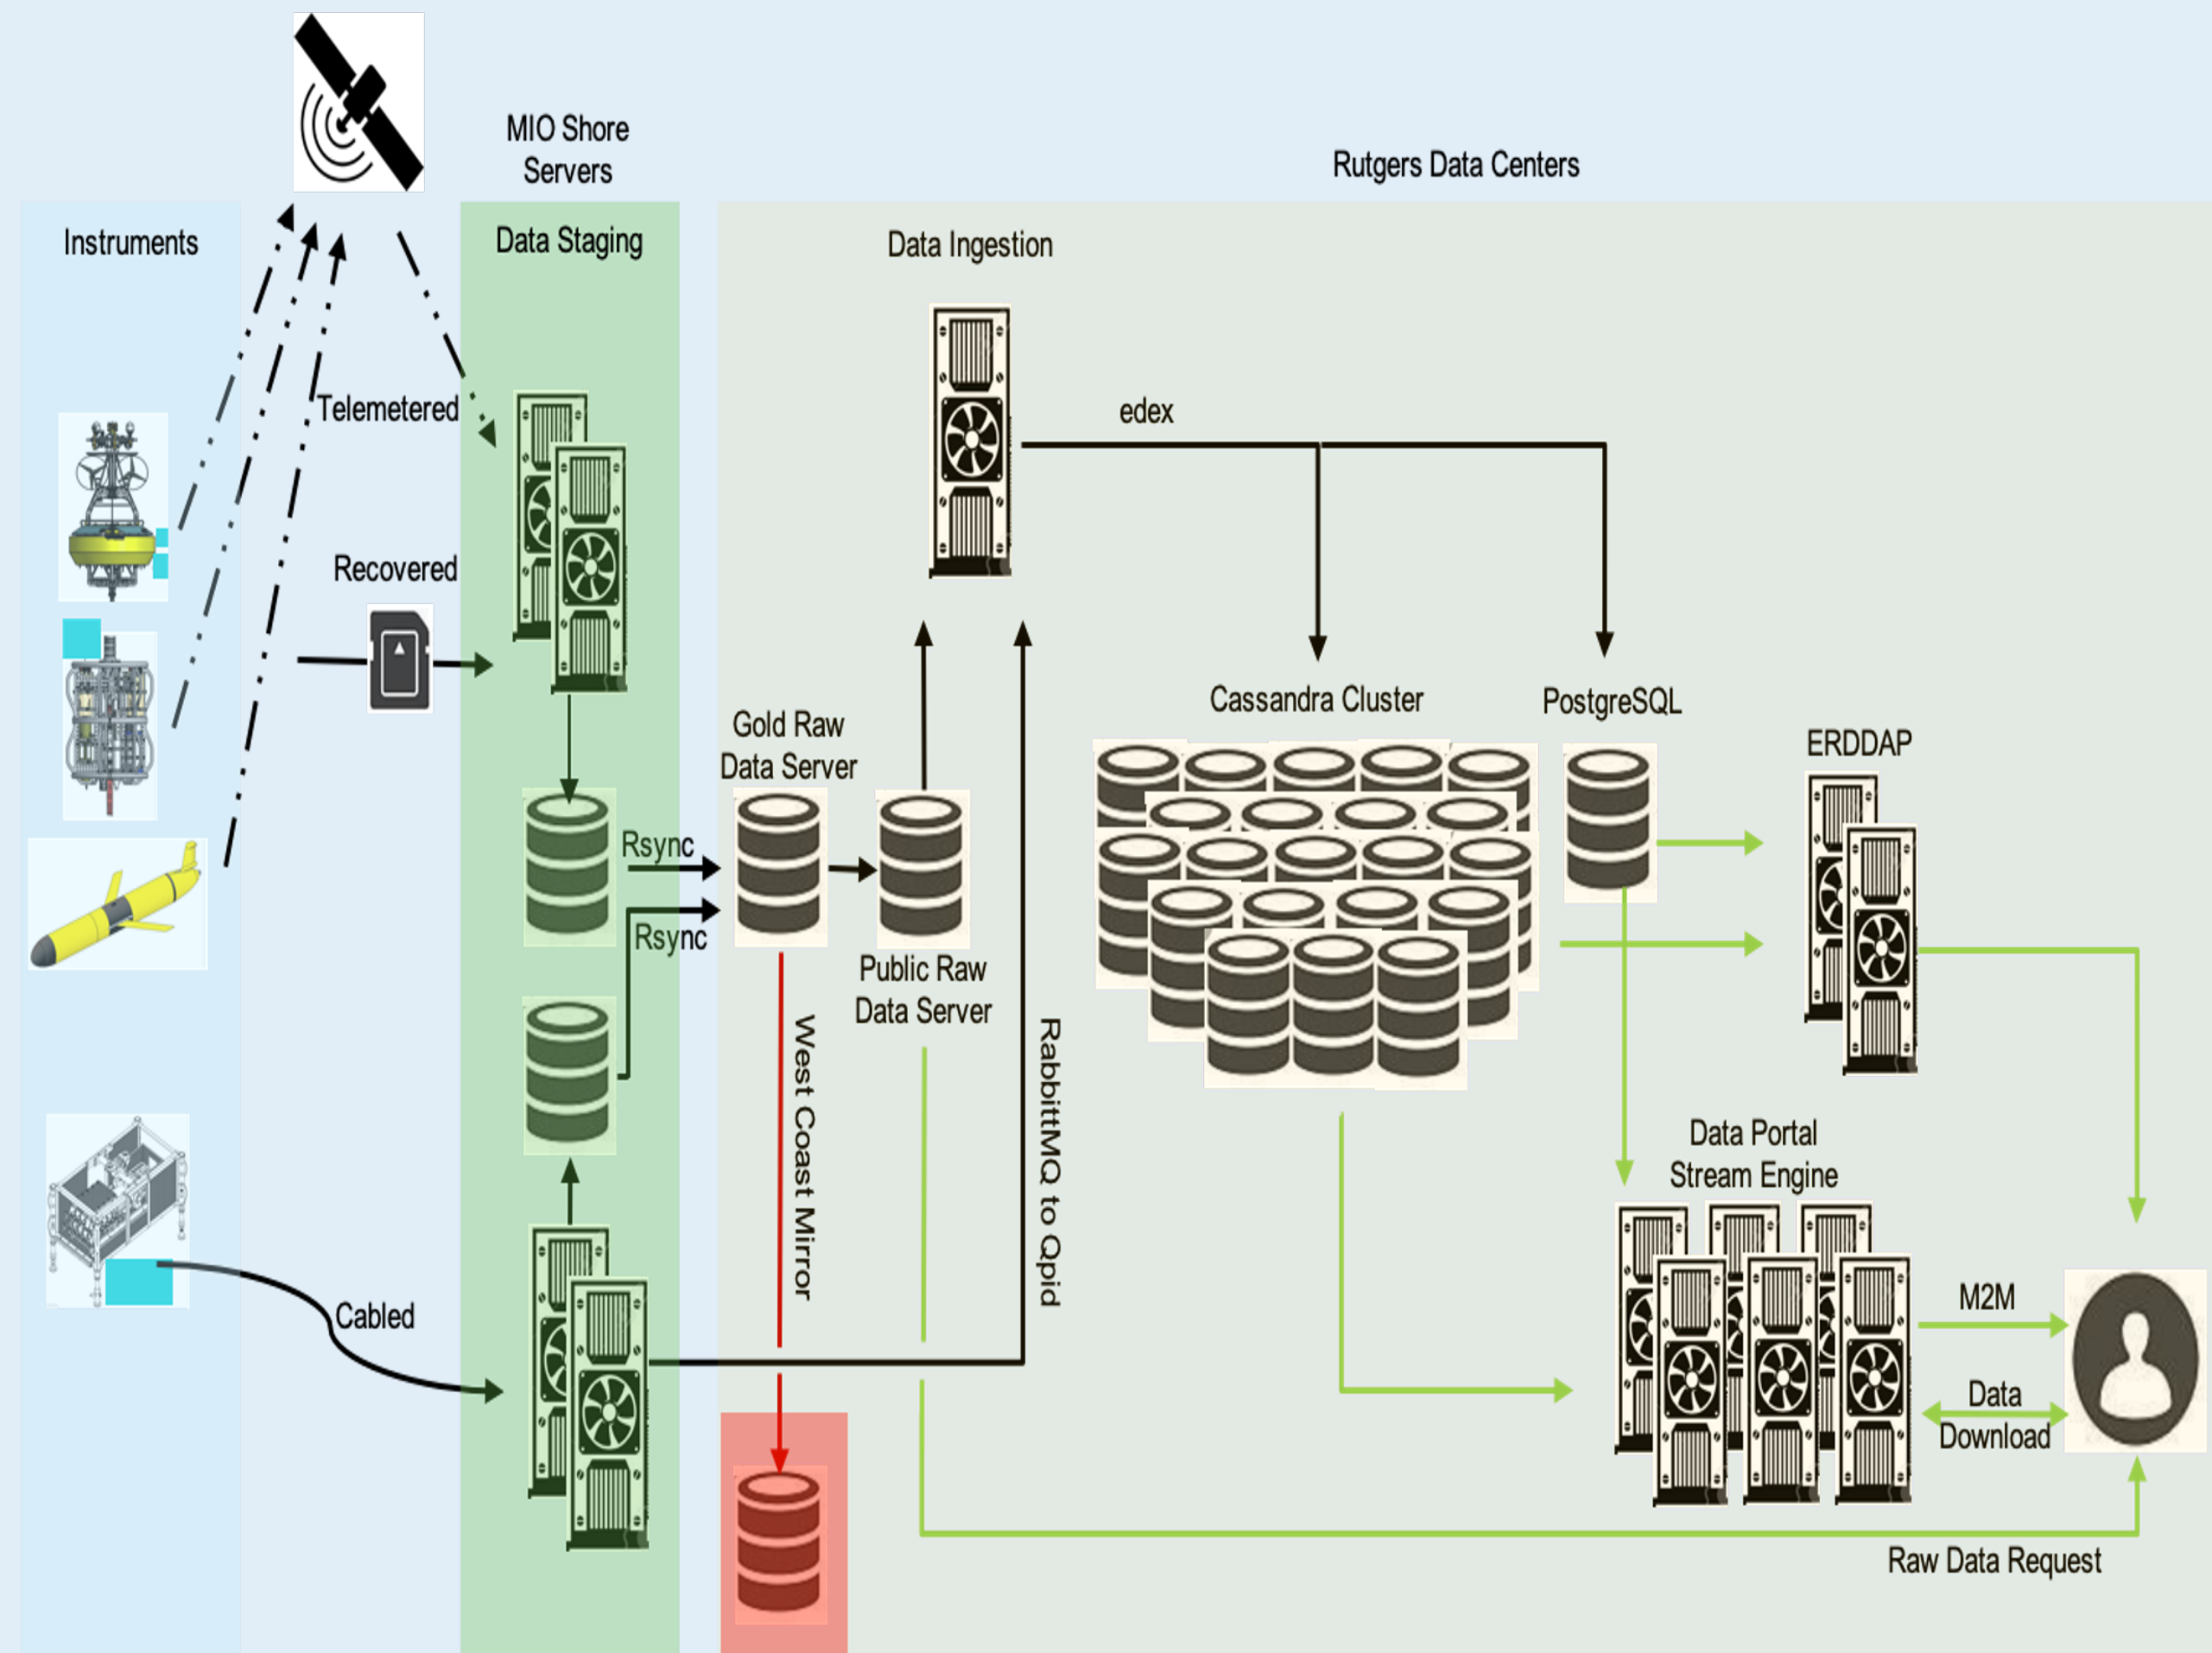 MIO Shore
Servers
Rutgers Data Centers
Instruments
Data Staging
Data Ingestion
Telemetered
edex
Recovered
Gold Raw
Data Server
Cassandra Cluster
PostgreSQL
ERDDAP
Rsync
Rsync
Public Raw
Data Server
West Coast Mirror
RabbittMQ to Qpid
Data Portal
Stream Engine
Cabled
M2M
Data
Download
Raw Data Request